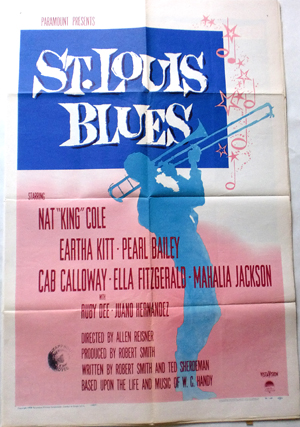 PARAMOUNT PRESENTS
ST. LOUIS
BLUES
STARRING
NAT "KING" COLE
EARTHA KITT · PEARL BAILEY
CAB CALLOWAY · ELLA FITZGERALD · MAHALIA JACKSON
WITH
RUBY DEE · JUANO HERNANDEZ
DIRECTED BY ALLEN REISNER
PRODUCED BY ROBERT SMITH
WRITTEN BY ROBERT SMITH AND TED SHERDEMAN
BASED UPON THE LIFE AND MUSIC OF W. C. HANDY
VISTAVISION